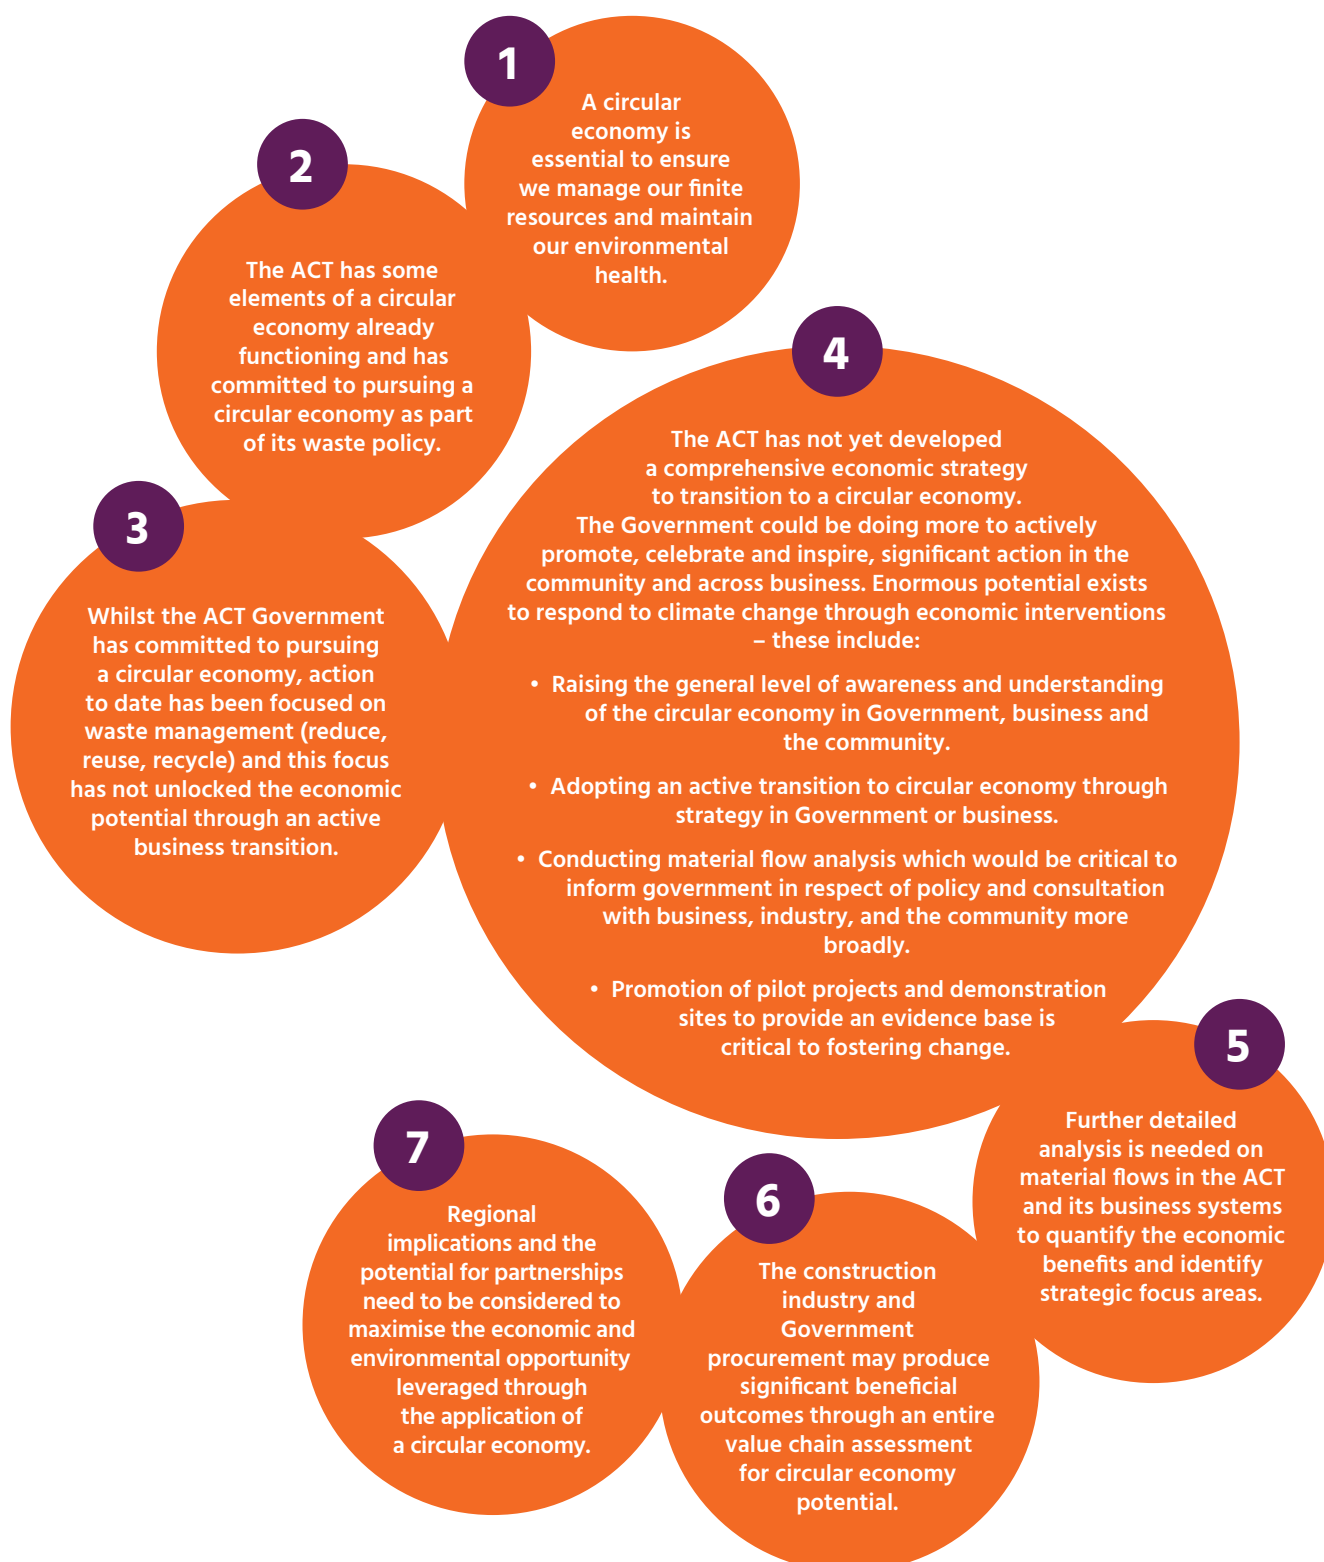 1
A circular
economy is
essential to ensure
we manage our finite
resources and maintain
our environmental
health.
2
The ACT has some
elements of a circular
economy already
functioning and has
committed to pursuing a
circular economy as part
of its waste policy.
3
Whilst the ACT Government
has committed to pursuing
a circular economy, action
to date has been focused on
waste management (reduce,
reuse, recycle) and this focus
has not unlocked the economic
potential through an active
business transition.
4
The ACT has not yet developed
a comprehensive economic strategy
to transition to a circular economy.
The Government could be doing more to actively
promote, celebrate and inspire, significant action in the
community and across business. Enormous potential exists
to respond to climate change through economic interventions
– these include:
• Raising the general level of awareness and understanding
of the circular economy in Government, business and
the community.
• Adopting an active transition to circular economy through
strategy in Government or business.
• Conducting material flow analysis which would be critical to
inform government in respect of policy and consultation
with business, industry, and the community more
broadly.
• Promotion of pilot projects and demonstration
sites to provide an evidence base is
critical to fostering change.
5
Further detailed
analysis is needed on
material flows in the ACT
and its business systems
to quantify the economic
benefits and identify
strategic focus areas.
6
The construction
industry and
Government
procurement may produce
significant beneficial
outcomes through an entire
value chain assessment
for circular economy
potential.
7
Regional
implications and the
potential for partnerships
need to be considered to
maximise the economic and
environmental opportunity
leveraged through
the application of
a circular economy.